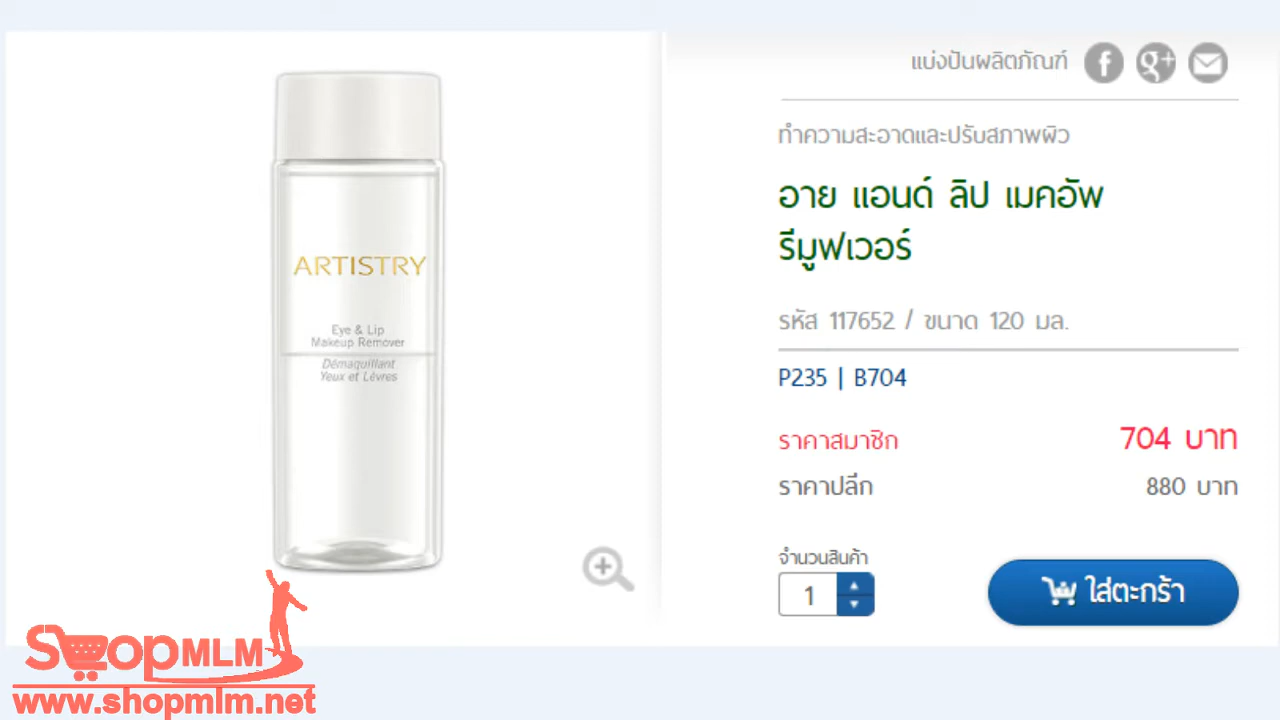 แบ่งปันผลิตภัณฑ์
ทำความสะอาดและปรับสภาพผิว
อาย แอนด์ ลิป เมคอัพ
รีมูฟเวอร์
รหัส 117652 / ขนาด 120 มล.
P235 | B704
ราคาสมาชิก 704 บาท
ราคาปลีก 880 บาท
จำนวนสินค้า
1
ใส่ตะกร้า
ARTISTRY
Eye & Lip
Makeup Remover
Démaquillant
Yeux et Lèvres
SHOPMLM
www.shopmlm.net